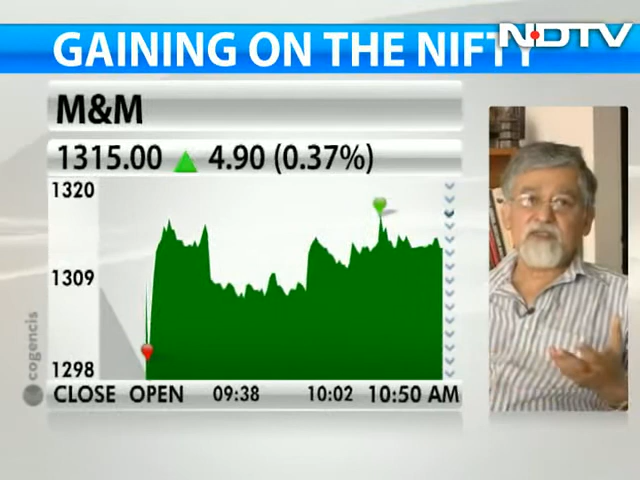 GAINING ON THE NIFTY
NDTV
M&M
1315.00 ▲ 4.90 (0.37%)
1320
1309
1298
cogencis
CLOSE OPEN 09:38 10:02 10:50 AM